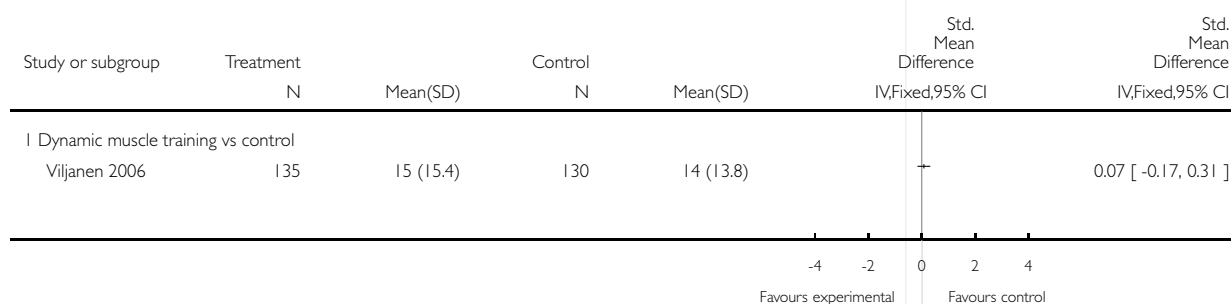 Std.
Mean
Difference
Std.
Mean
Difference
Study or subgroup Treatment Control
N Mean(SD) N Mean(SD) IV,Fixed,95% CI IV,Fixed,95% CI
1 Dynamic muscle training vs control
Viljanen 2006 135 15 (15.4) 130 14 (13.8) 0.07 [ -0.17, 0.31 ]
-4 -2 0 2 4
Favours experimental Favours control